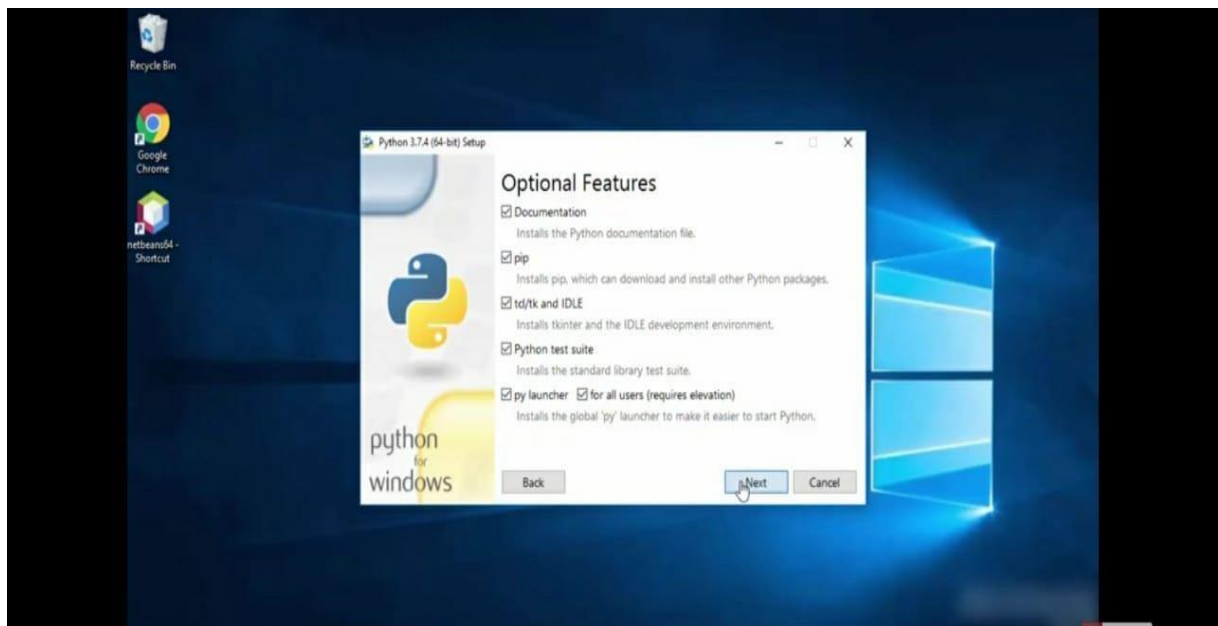 Recycle Bin
Google
Chrome
netbeans64 -
Shortcut
Python 3.7.4 (64-bit) Setup
Optional Features
Documentation
Installs the Python documentation file.
pip
Installs pip, which can download and install other Python packages.
tcl/tk and IDLE
Installs tkinter and the IDLE development environment.
Python test suite
Installs the standard library test suite.
py launcher for all users (requires elevation)
Installs the global 'py' launcher to make it easier to start Python.
python
for
windows
Back Next Cancel